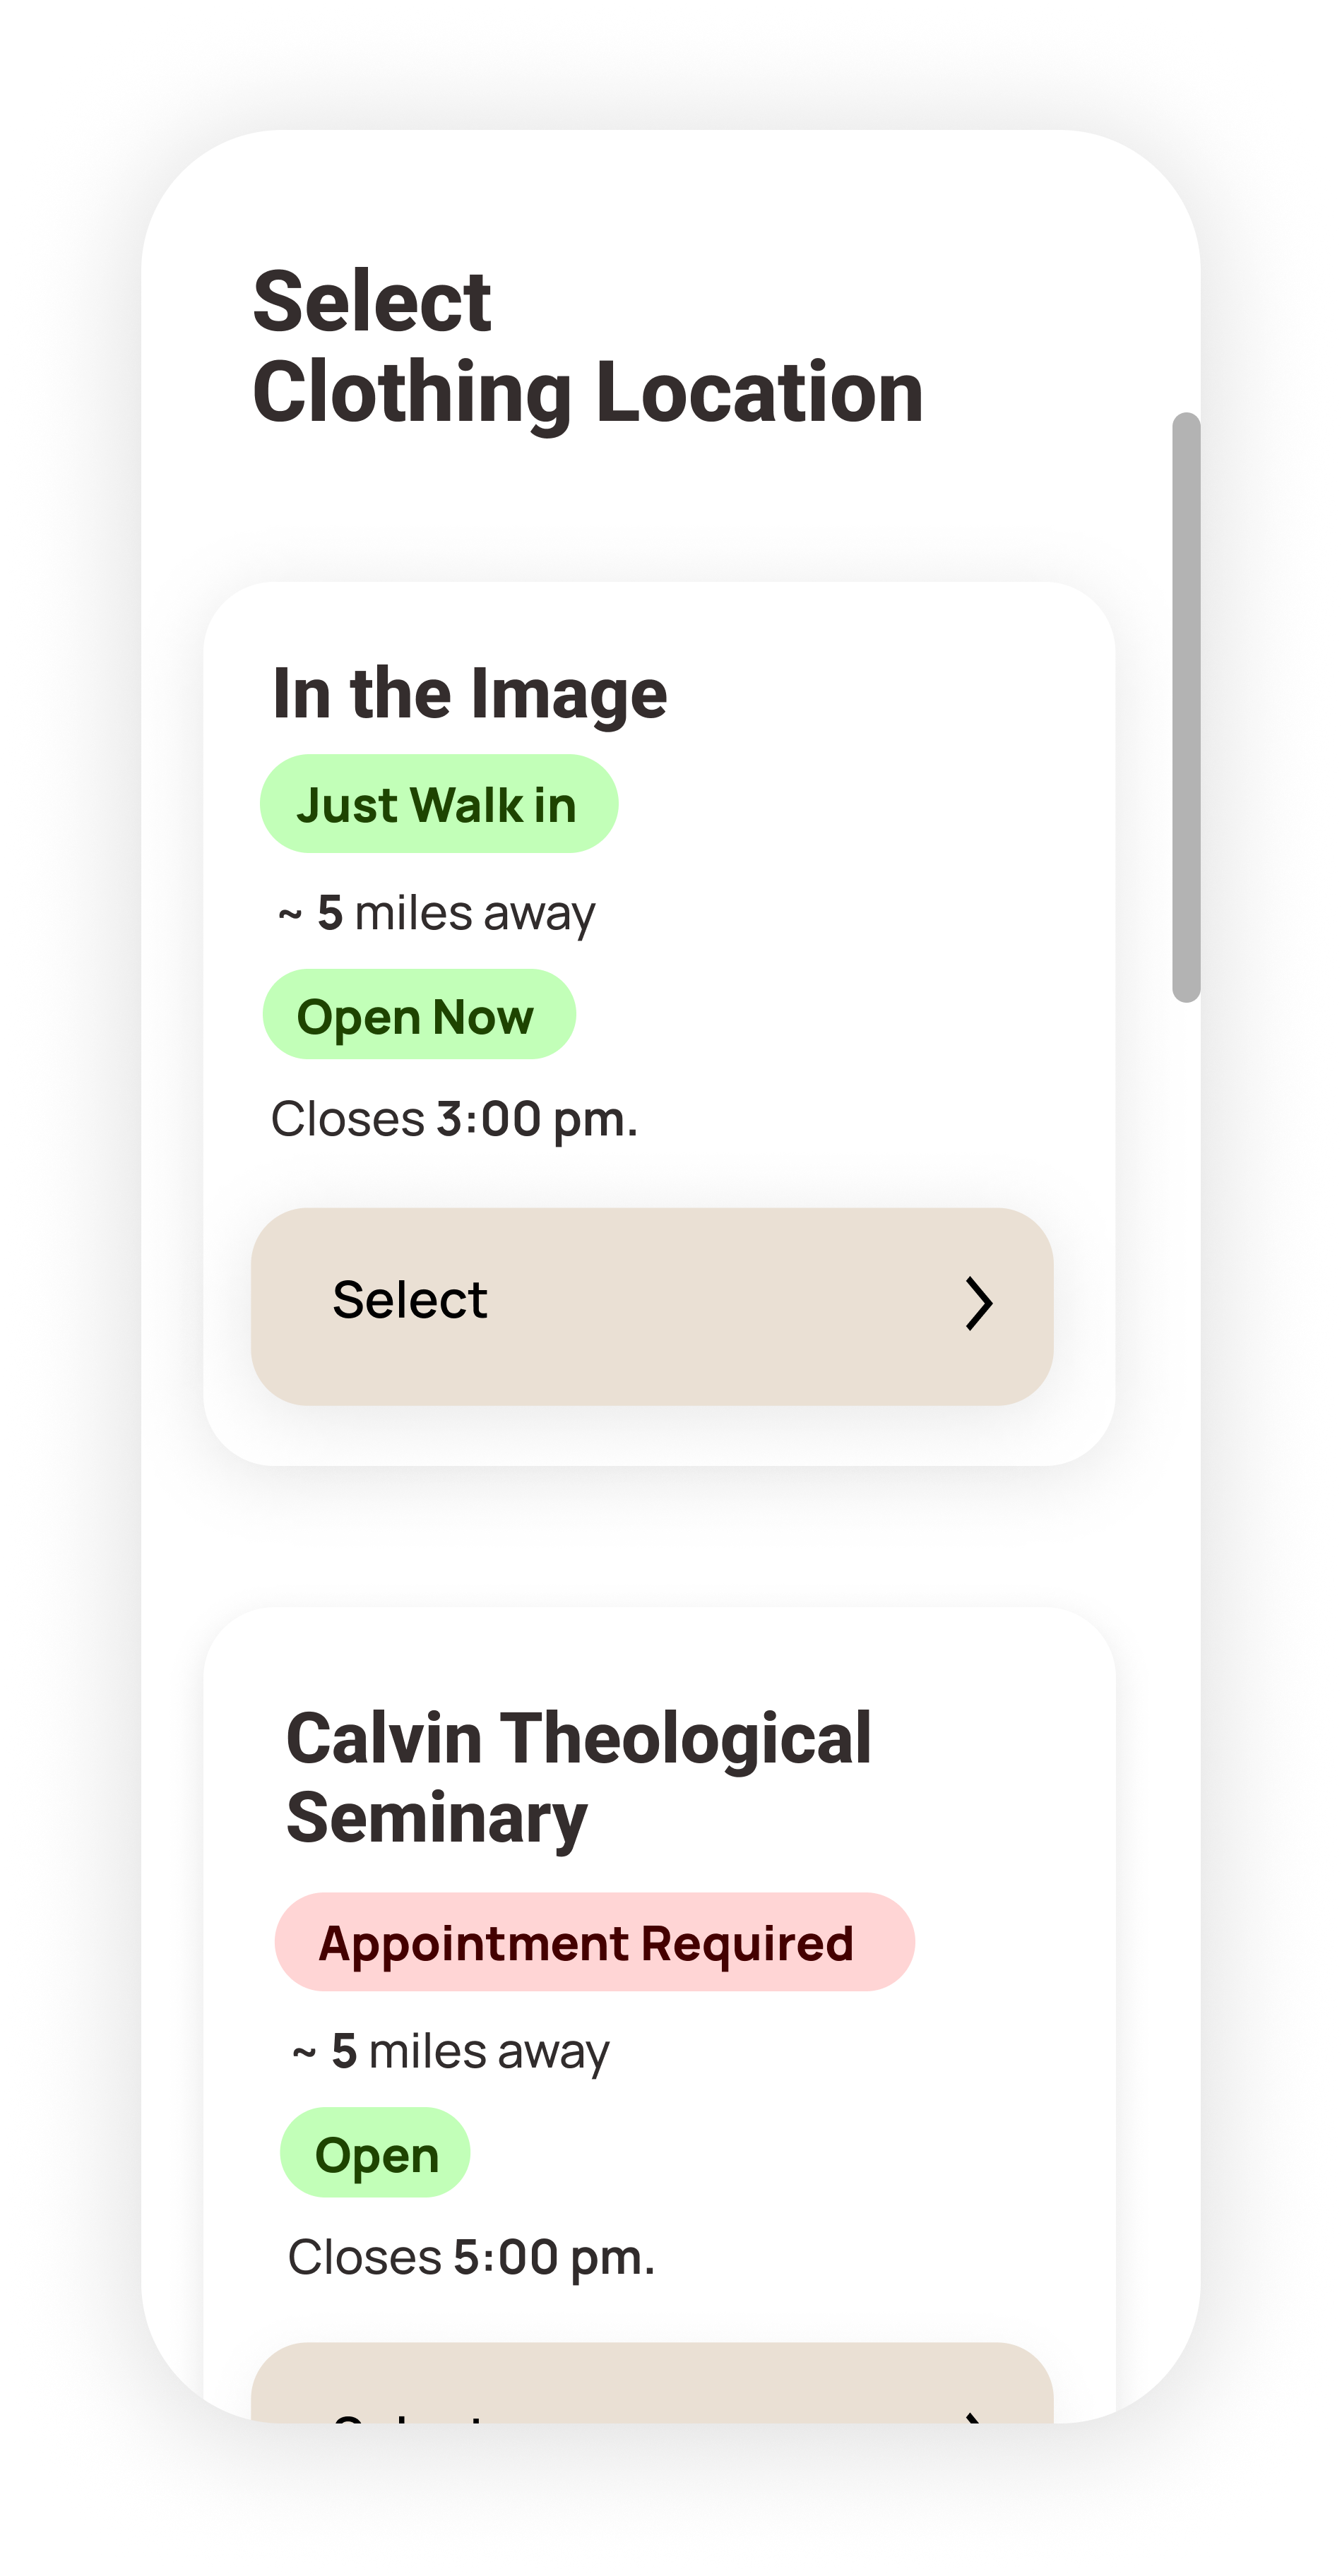 Select
Clothing Location
In the Image
Just Walk in
~ 5 miles away
Open Now
Closes 3:00 pm.
Select
Calvin Theological
Seminary
Appointment Required
~ 5 miles away
Open
Closes 5:00 pm.